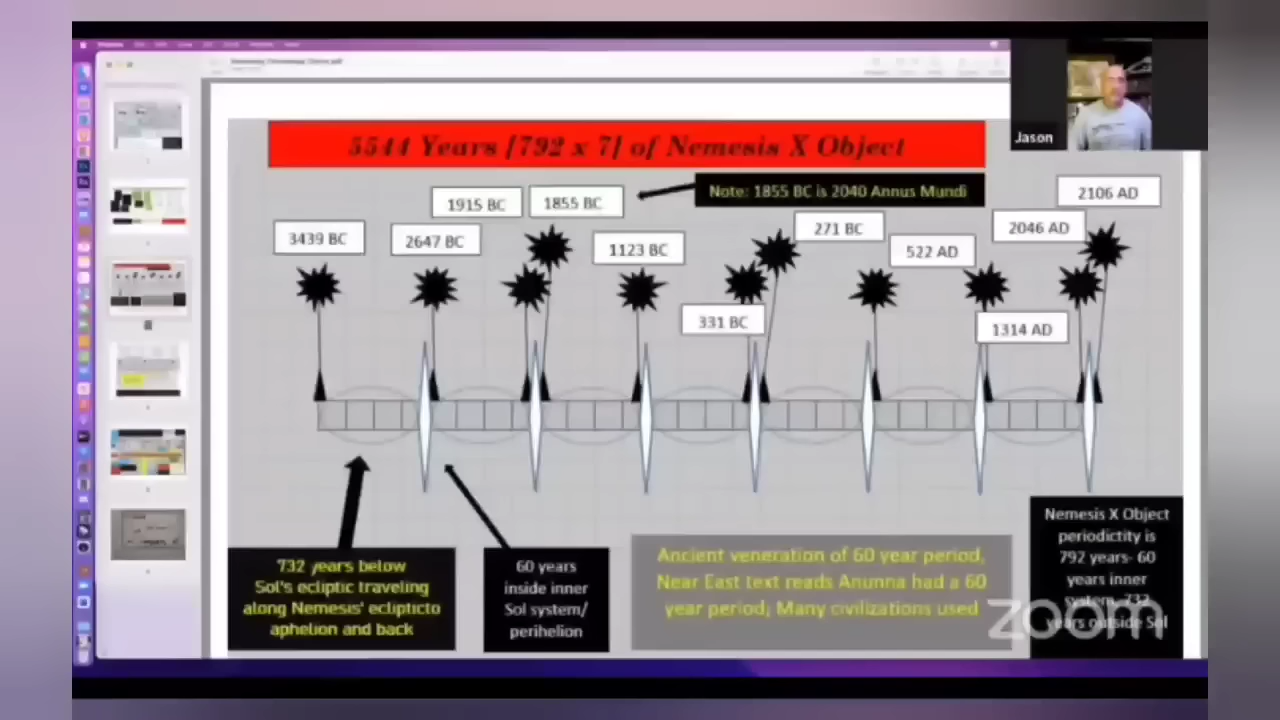 Jason
5544 Years [792 x 7] of Nemesis X Object
Note: 1855 BC is 2040 Annus Mundi
2106 AD
1915 BC
1855 BC
3439 BC
2647 BC
1123 BC
271 BC
522 AD
2046 AD
331 BC
1314 AD
732 years below
Sol's ecliptic traveling
along Nemesis' eclipticto
aphelion and back
60 years
inside inner
Sol system/
perihelion
Ancient veneration of 60 year period,
Near East text reads Anunna had a 60
year period; Many civilizations used
Nemesis X Object
periodictity is
792 years- 60
years inner
system- 732
years outside Sol
zoom